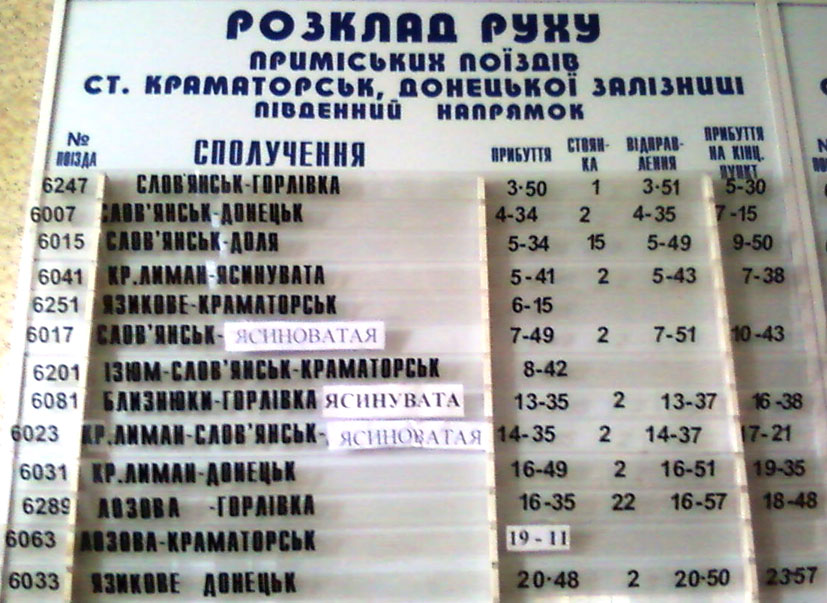 РОЗКЛАД РУХУ
ПРИМІСЬКИХ ПОЇЗДІВ
СТ. КРАМАТОРСЬК, ДОНЕЦЬКОЇ ЗАЛІЗНИЦІ
ПІВДЕННИЙ НАПРЯМОК
№ ПОЇЗДА СПОЛУЧЕННЯ ПРИБУТТЯ СТОЯН-КА ВІДПРАВ-ЛЕННЯ ПРИБУТТЯ НА КІНЦ. ПУНКТ
6247 СЛОВ'ЯНСЬК-ГОРЛІВКА 3-50 1 3-51 5-30
6007 СЛОВ'ЯНСЬК-ДОНЕЦЬК 4-34 2 4-35 7-15
6015 СЛОВ'ЯНСЬК-ДОЛЯ 5-34 15 5-49 9-50
6041 КР.ЛИМАН-ЯСИНУВАТА 5-41 2 5-43 7-38
6251 ЯЗИКОВЕ-КРАМАТОРСЬК 6-15
6017 СЛОВ'ЯНСЬК-ЯСИНОВАТАЯ 7-49 2 7-51 10-43
6201 ІЗЮМ-СЛОВ'ЯНСЬК-КРАМАТОРСЬК 8-42
6081 БЛИЗНЮКИ-ГОРЛІВКА ЯСИНУВАТА 13-35 2 13-37 16-38
6023 КР.ЛИМАН-СЛОВ'ЯНСЬК-ЯСИНОВАТАЯ 14-35 2 14-37 17-21
6031 КР.ЛИМАН-ДОНЕЦЬК 16-49 2 16-51 19-35
6289 ЛОЗОВА -ГОРЛІВКА 16-35 22 16-57 18-48
6063 ЛОЗОВА-КРАМАТОРСЬК 19-11
6033 ЯЗИКОВЕ ДОНЕЦЬК 20-48 2 20-50 23 57